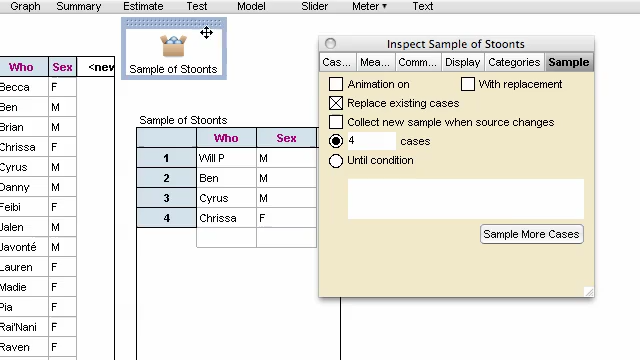 Graph Summary Estimate Test Model Slider Meter Text
Who Sex <new
Becca F
Ben M
Brian M
Chrissa F
Cyrus M
Danny M
Feibi F
Jalen M
Javonté M
Lauren F
Madie F
Pia F
Rai'Nani F
Raven F
Sample of Stoonts
Sample of Stoonts
Who Sex
1 Will P M
2 Ben M
3 Cyrus M
4 Chrissa F
Inspect Sample of Stoonts
Cas... Mea... Comm... Display Categories Sample
Animation on With replacement
Replace existing cases
Collect new sample when source changes
4 cases
Until condition
Sample More Cases